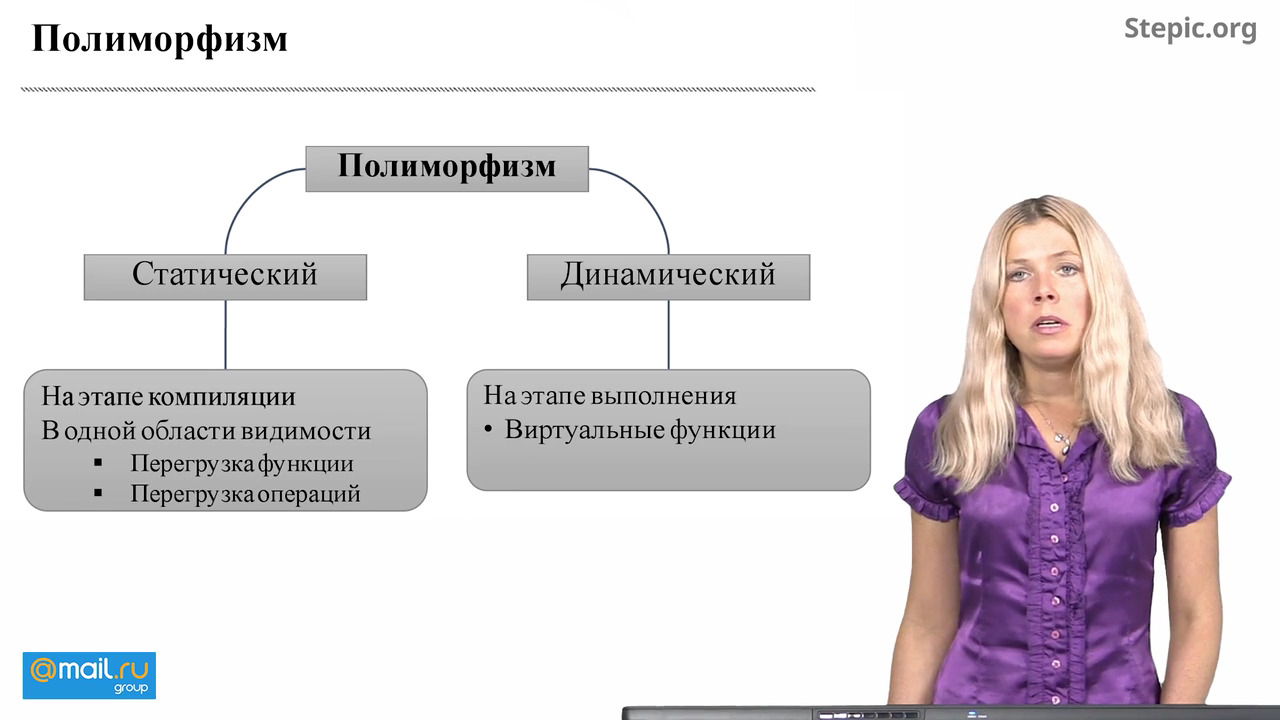 Полиморфизм
Stepic.org
Полиморфизм
Статический
Динамический
На этапе компиляции
В одной области видимости
▪ Перегрузка функции
▪ Перегрузка операций
На этапе выполнения
• Виртуальные функции
@mail.ru
group